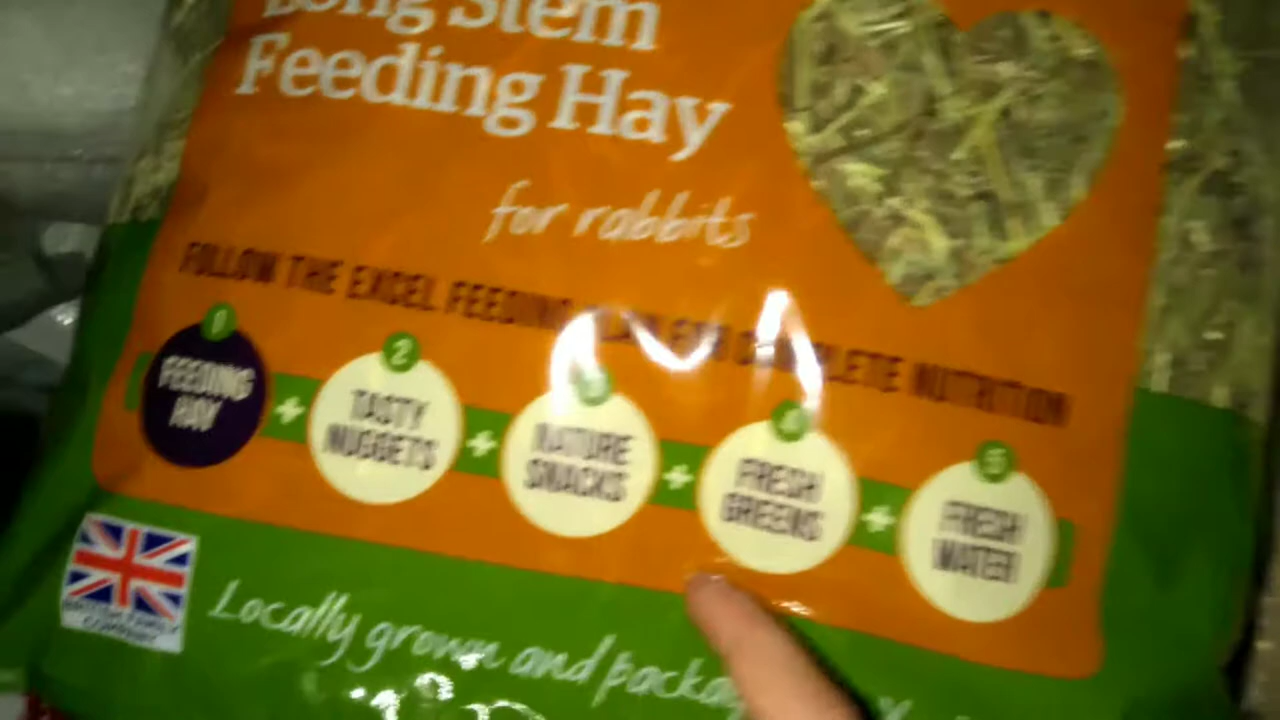 Long Stem
Feeding Hay
for rabbits
FOLLOW THE EXCEL FEEDING PLAN FOR COMPLETE NUTRITION
1
FEEDING
HAY
+
2
TASTY
NUGGETS
+
3
NATURE
SNACKS
+
4
FRESH
GREENS
+
5
FRESH
WATER
Locally grown and